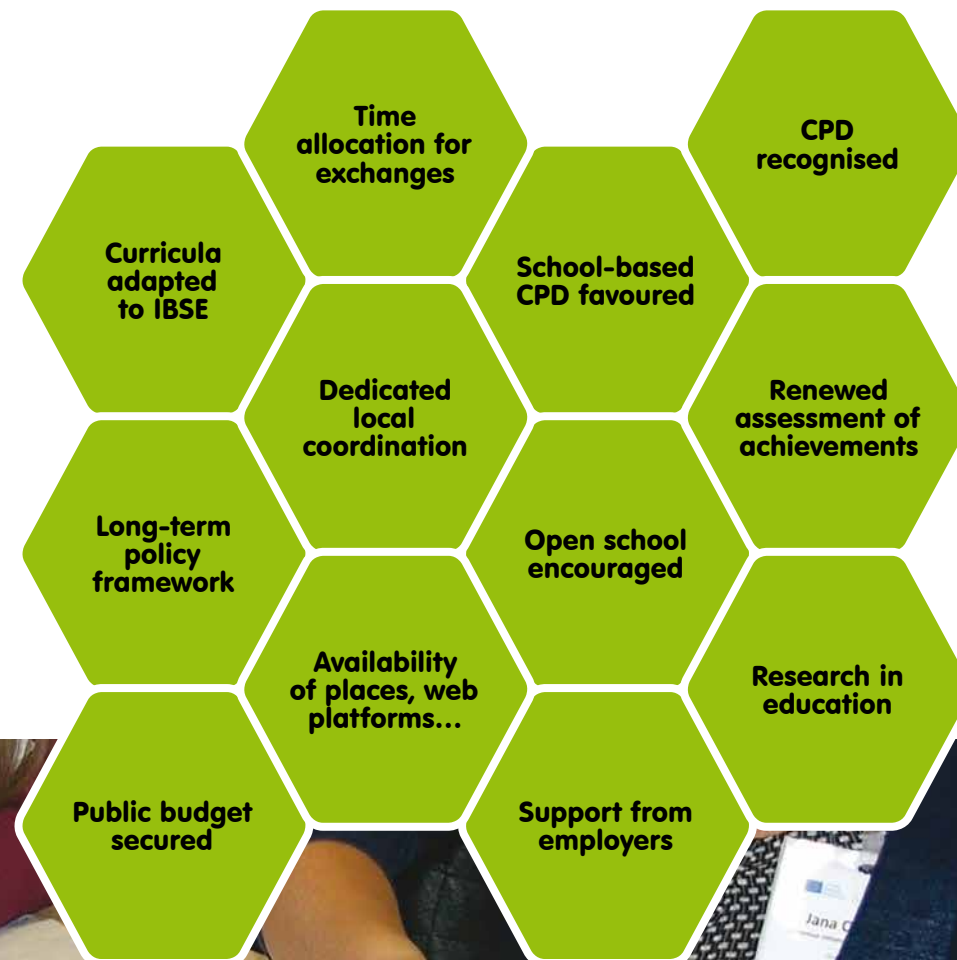 Time
allocation for
exchanges
CPD
recognised
Curricula
adapted
to IBSE
School-based
CPD favoured
Dedicated
local
coordination
Renewed
assessment of
achievements
Long-term
policy
framework
Open school
encouraged
Availability
of places, web
platforms...
Research in
education
Public budget
secured
Support from
employers
Jana